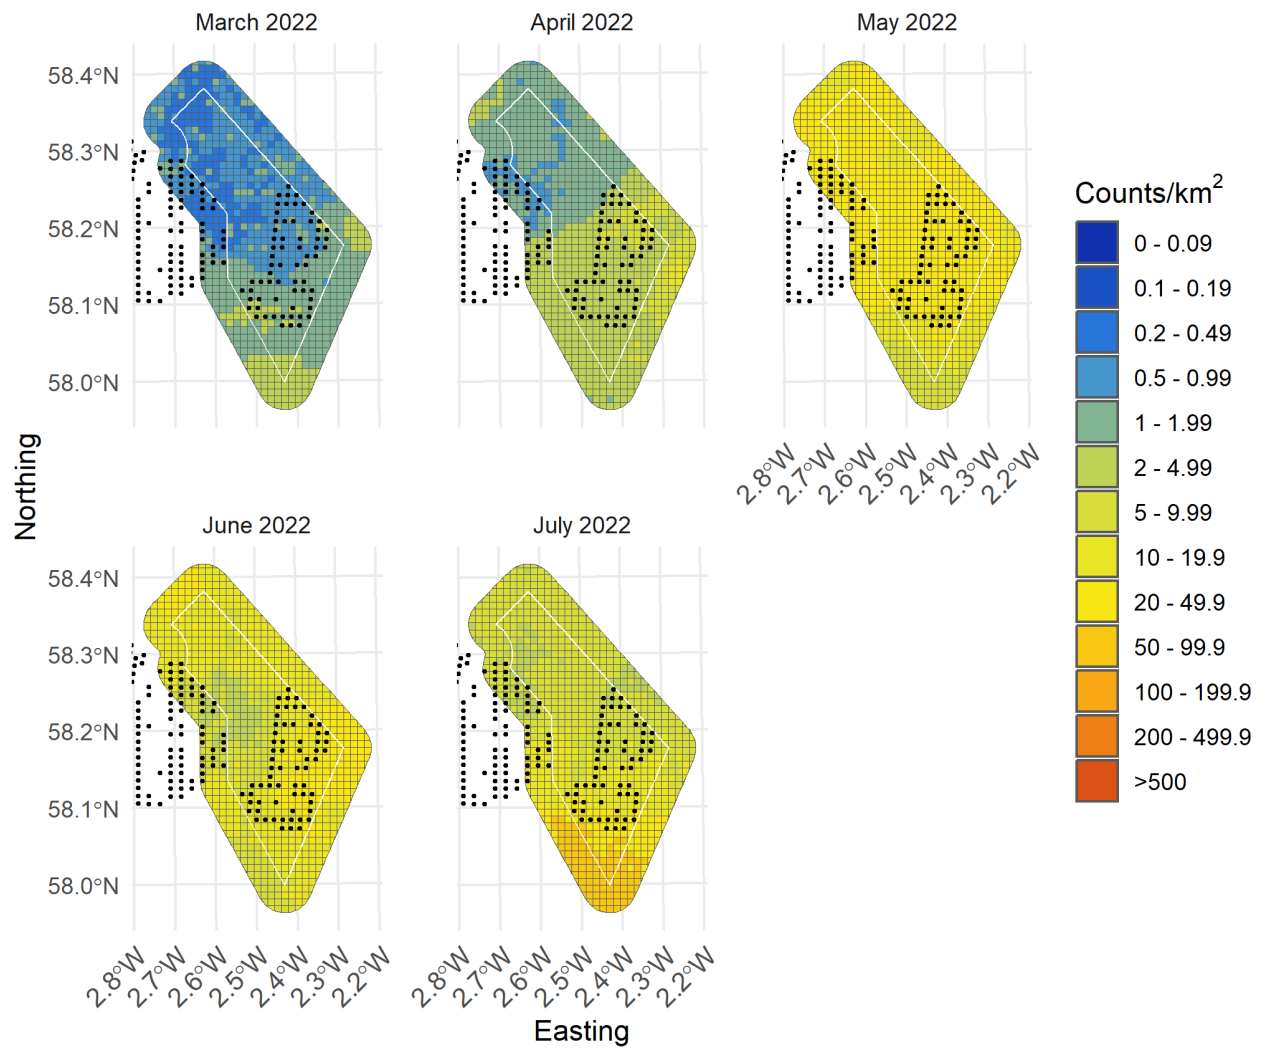 March 2022
April 2022
May 2022
58.4°N
58.3°N
58.2°N
58.1°N
58.0°N
2.8°W
2.7°W
2.6°W
2.5°W
2.4°W
2.3°W
2.2°W
Northing
June 2022
July 2022
58.4°N
58.3°N
58.2°N
58.1°N
58.0°N
2.8°W
2.7°W
2.6°W
2.5°W
2.4°W
2.3°W
2.2°W
2.8°W
2.7°W
2.6°W
2.5°W
2.4°W
2.3°W
2.2°W
Easting
Counts/km²
0 - 0.09
0.1 - 0.19
0.2 - 0.49
0.5 - 0.99
1 - 1.99
2 - 4.99
5 - 9.99
10 - 19.9
20 - 49.9
50 - 99.9
100 - 199.9
200 - 499.9
>500